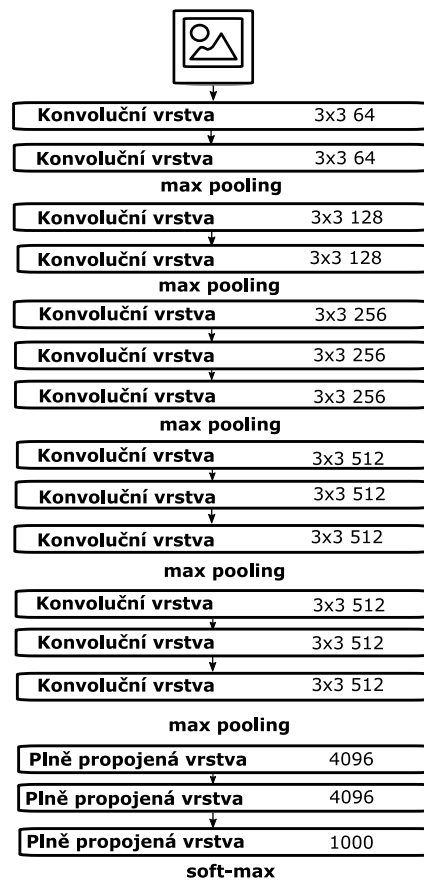 Konvoluční vrstva 3x3 64
Konvoluční vrstva 3x3 64
max pooling
Konvoluční vrstva 3x3 128
Konvoluční vrstva 3x3 128
max pooling
Konvoluční vrstva 3x3 256
Konvoluční vrstva 3x3 256
Konvoluční vrstva 3x3 256
max pooling
Konvoluční vrstva 3x3 512
Konvoluční vrstva 3x3 512
Konvoluční vrstva 3x3 512
max pooling
Konvoluční vrstva 3x3 512
Konvoluční vrstva 3x3 512
Konvoluční vrstva 3x3 512
max pooling
Plně propojená vrstva 4096
Plně propojená vrstva 4096
Plně propojená vrstva 1000
soft-max